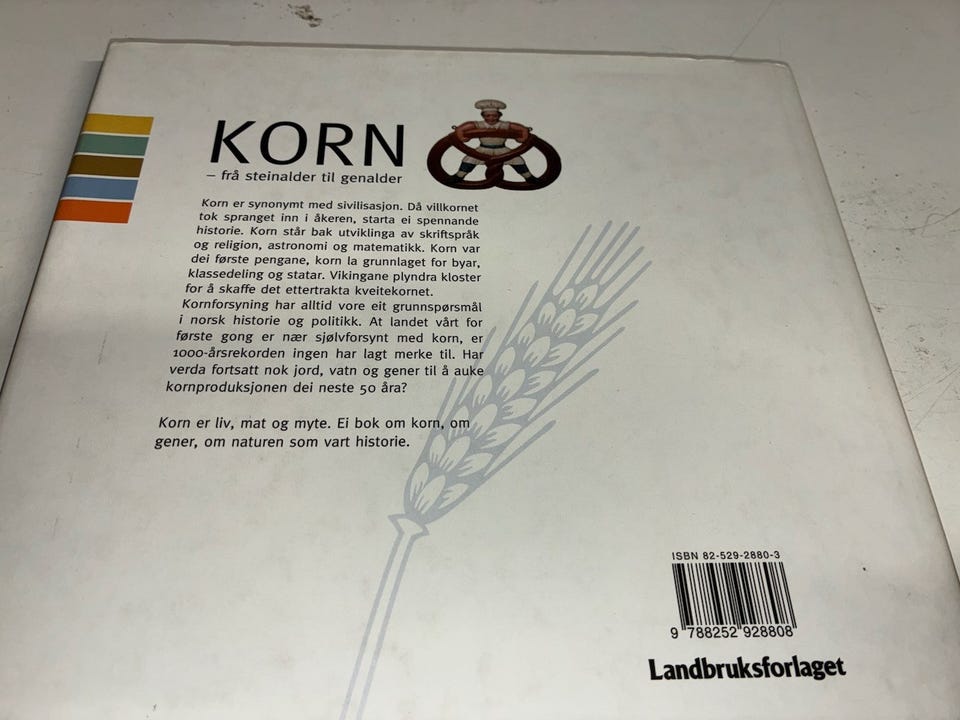 KORN
– frå steinalder til genalder
Korn er synonymt med sivilisasjon. Då villkornet
tok spranget inn i åkeren, starta ei spennande
historie. Korn står bak utviklinga av skriftspråk
og religion, astronomi og matematikk. Korn var
dei første pengane, korn la grunnlaget for byar,
klassedeling og statar. Vikingane plyndra kloster
for å skaffe det ettertrakta kveitekornet.
Kornforsyning har alltid vore eit grunnspørsmål
i norsk historie og politikk. At landet vårt for
første gong er nær sjølvforsynt med korn, er
1000-årsrekorden ingen har lagt merke til. Har
verda fortsatt nok jord, vatn og gener til å auke
kornproduksjonen dei neste 50 åra?
Korn er liv, mat og myte. Ei bok om korn, om
gener, om naturen som vart historie.
ISBN 82-529-2880-3
9 788252 928808
Landbruksforlaget